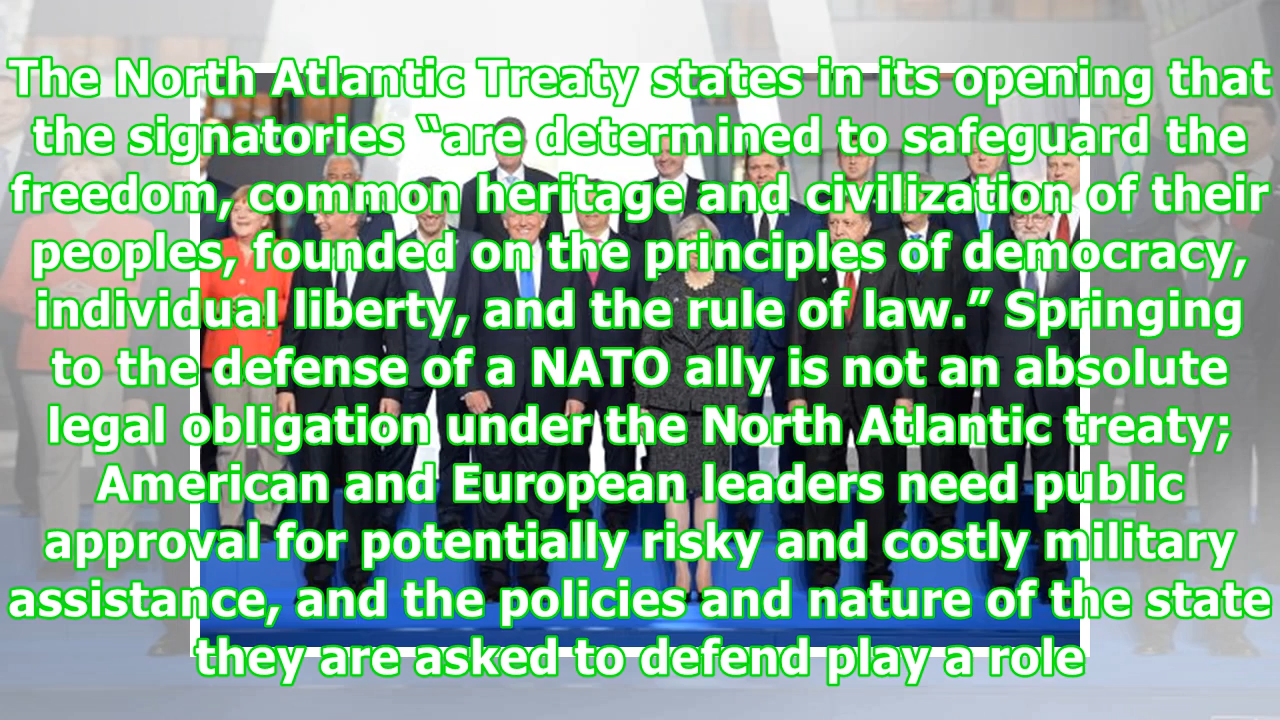 The North Atlantic Treaty states in its opening that
the signatories “are determined to safeguard the
freedom, common heritage and civilization of their
peoples, founded on the principles of democracy,
individual liberty, and the rule of law.” Springing
to the defense of a NATO ally is not an absolute
legal obligation under the North Atlantic treaty;
American and European leaders need public
approval for potentially risky and costly military
assistance, and the policies and nature of the state
they are asked to defend play a role